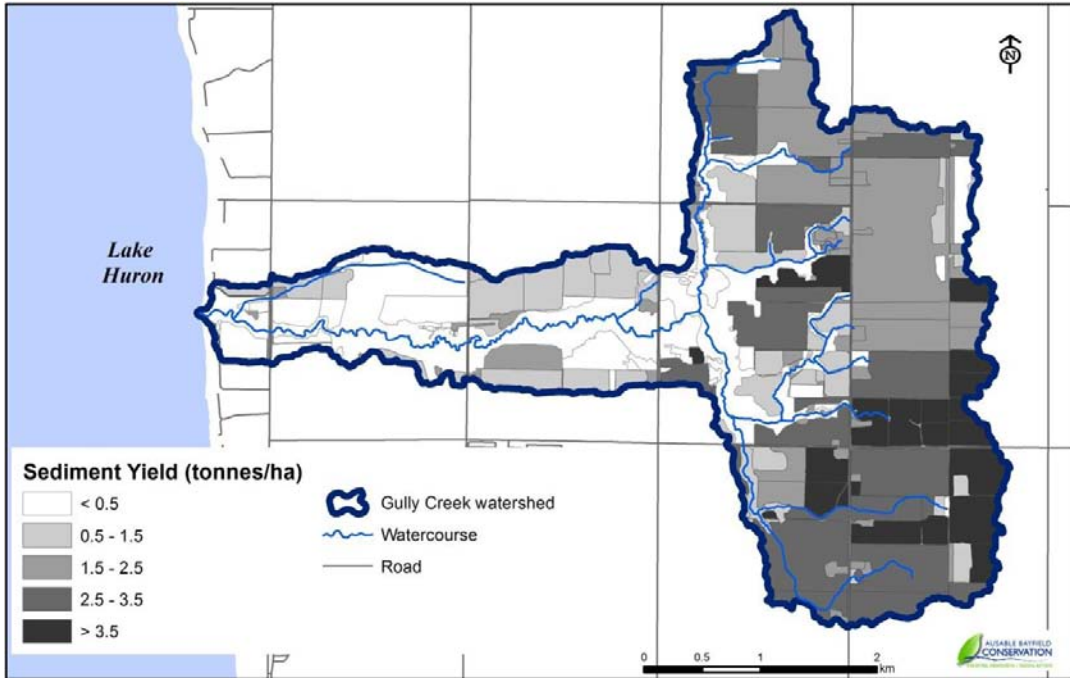 N
Lake
Huron
Sediment Yield (tonnes/ha)
< 0.5
0.5 - 1.5
1.5 - 2.5
2.5 - 3.5
> 3.5
Gully Creek watershed
Watercourse
Road
0 0.5 1 2
km
AUSABLE BAYFIELD
CONSERVATION